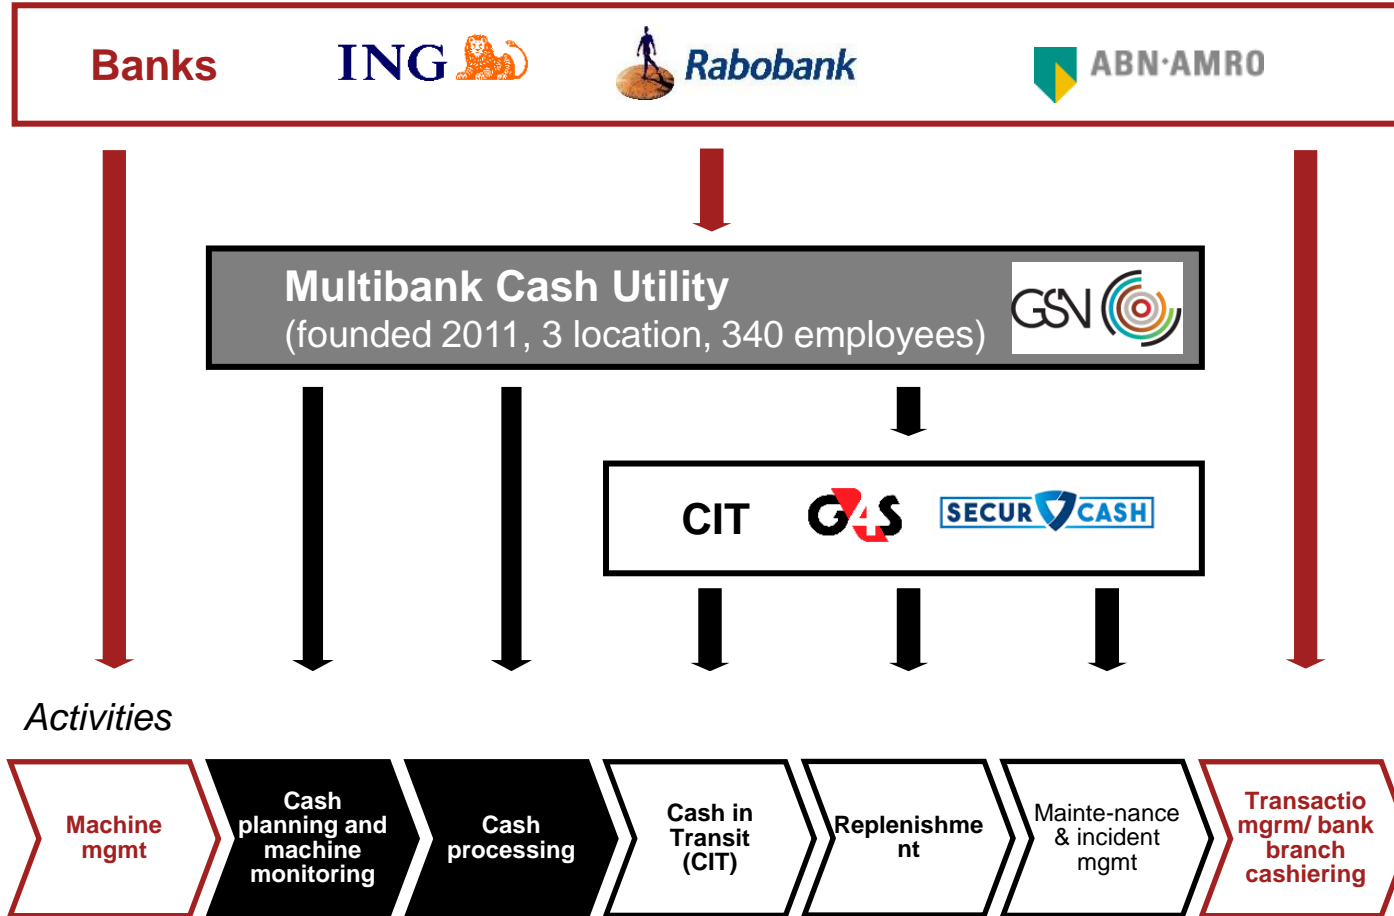 Banks
ING
Rabobank
ABN·AMRO
Multibank Cash Utility
(founded 2011, 3 location, 340 employees)
GSN
CIT
G4S
SECUR CASH
Activities
Machine
mgmt
Cash
planning and
machine
monitoring
Cash
processing
Cash in
Transit
(CIT)
Replenishme
nt
Mainte-nance
& incident
mgmt
Transactio
mgrm/ bank
branch
cashiering